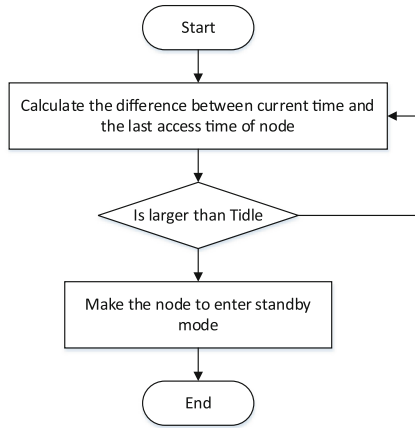 Start
Calculate the difference between current time and
the last access time of node
Is larger than Tidle
Make the node to enter standby
mode
End